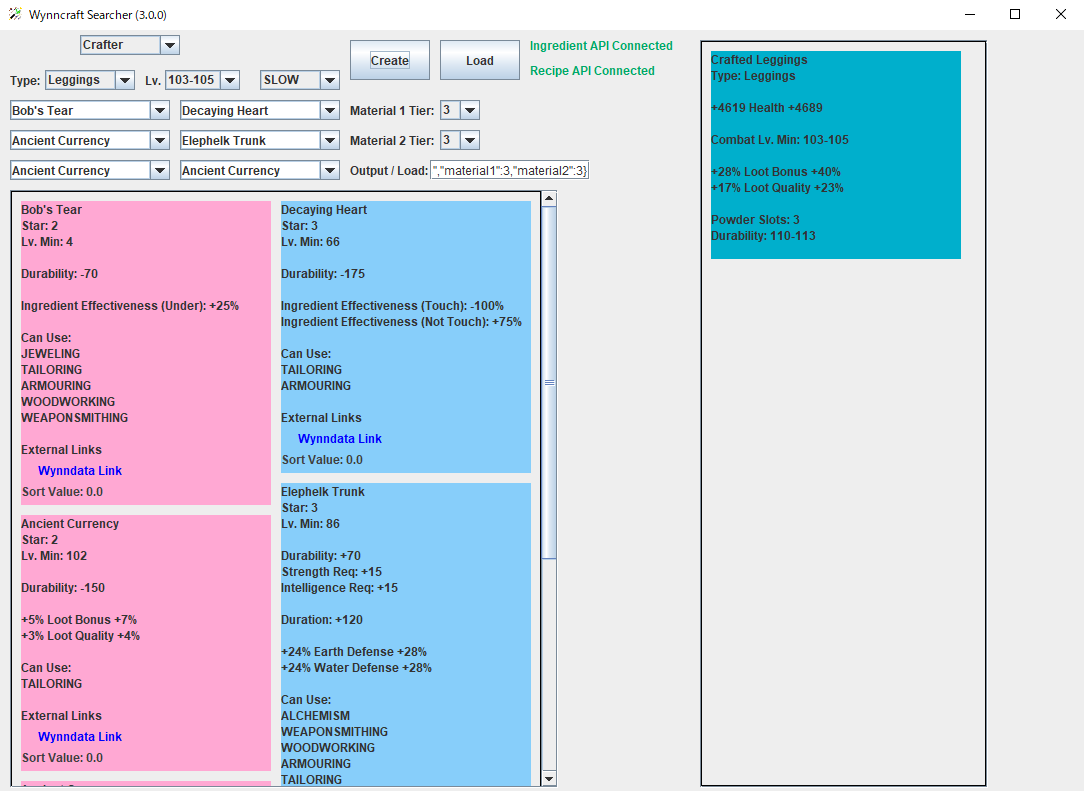 Wynncraft Searcher (3.0.0)
Crafter
Type: Leggings Lv. 103-105 SLOW
Create Load
Ingredient API Connected
Recipe API Connected
Bob's Tear Decaying Heart Material 1 Tier: 3
Ancient Currency Elephelk Trunk Material 2 Tier: 3
Ancient Currency Ancient Currency Output / Load: ","material1":3,"material2":3}
Bob's Tear
Star: 2
Lv. Min: 4
Durability: -70
Ingredient Effectiveness (Under): +25%
Can Use:
JEWELING
TAILORING
ARMOURING
WOODWORKING
WEAPONSMITHING
External Links
Wynndata Link
Sort Value: 0.0
Decaying Heart
Star: 3
Lv. Min: 66
Durability: -175
Ingredient Effectiveness (Touch): -100%
Ingredient Effectiveness (Not Touch): +75%
Can Use:
TAILORING
ARMOURING
External Links
Wynndata Link
Sort Value: 0.0
Ancient Currency
Star: 2
Lv. Min: 102
Durability: -150
+5% Loot Bonus +7%
+3% Loot Quality +4%
Can Use:
TAILORING
External Links
Wynndata Link
Sort Value: 0.0
Elephelk Trunk
Star: 3
Lv. Min: 86
Durability: +70
Strength Req: +15
Intelligence Req: +15
Duration: +120
+24% Earth Defense +28%
+24% Water Defense +28%
Can Use:
ALCHEMISM
WEAPONSMITHING
WOODWORKING
ARMOURING
TAILORING
Crafted Leggings
Type: Leggings
+4619 Health +4689
Combat Lv. Min: 103-105
+28% Loot Bonus +40%
+17% Loot Quality +23%
Powder Slots: 3
Durability: 110-113